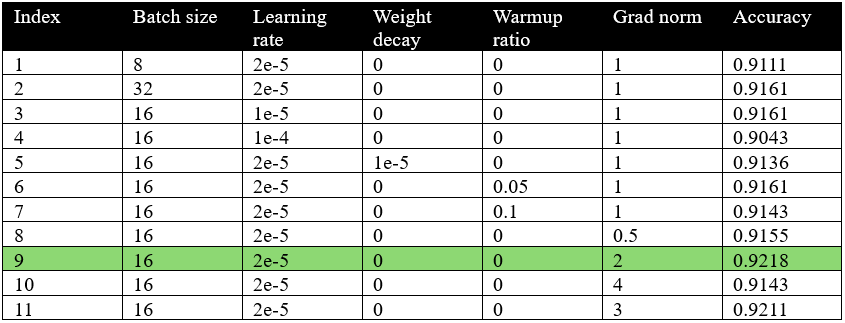 Index Batch size Learning rate Weight decay Warmup ratio Grad norm Accuracy
1 8 2e-5 0 0 1 0.9111
2 32 2e-5 0 0 1 0.9161
3 16 1e-5 0 0 1 0.9161
4 16 1e-4 0 0 1 0.9043
5 16 2e-5 1e-5 0 1 0.9136
6 16 2e-5 0 0.05 1 0.9161
7 16 2e-5 0 0.1 1 0.9143
8 16 2e-5 0 0 0.5 0.9155
9 16 2e-5 0 0 2 0.9218
10 16 2e-5 0 0 4 0.9143
11 16 2e-5 0 0 3 0.9211